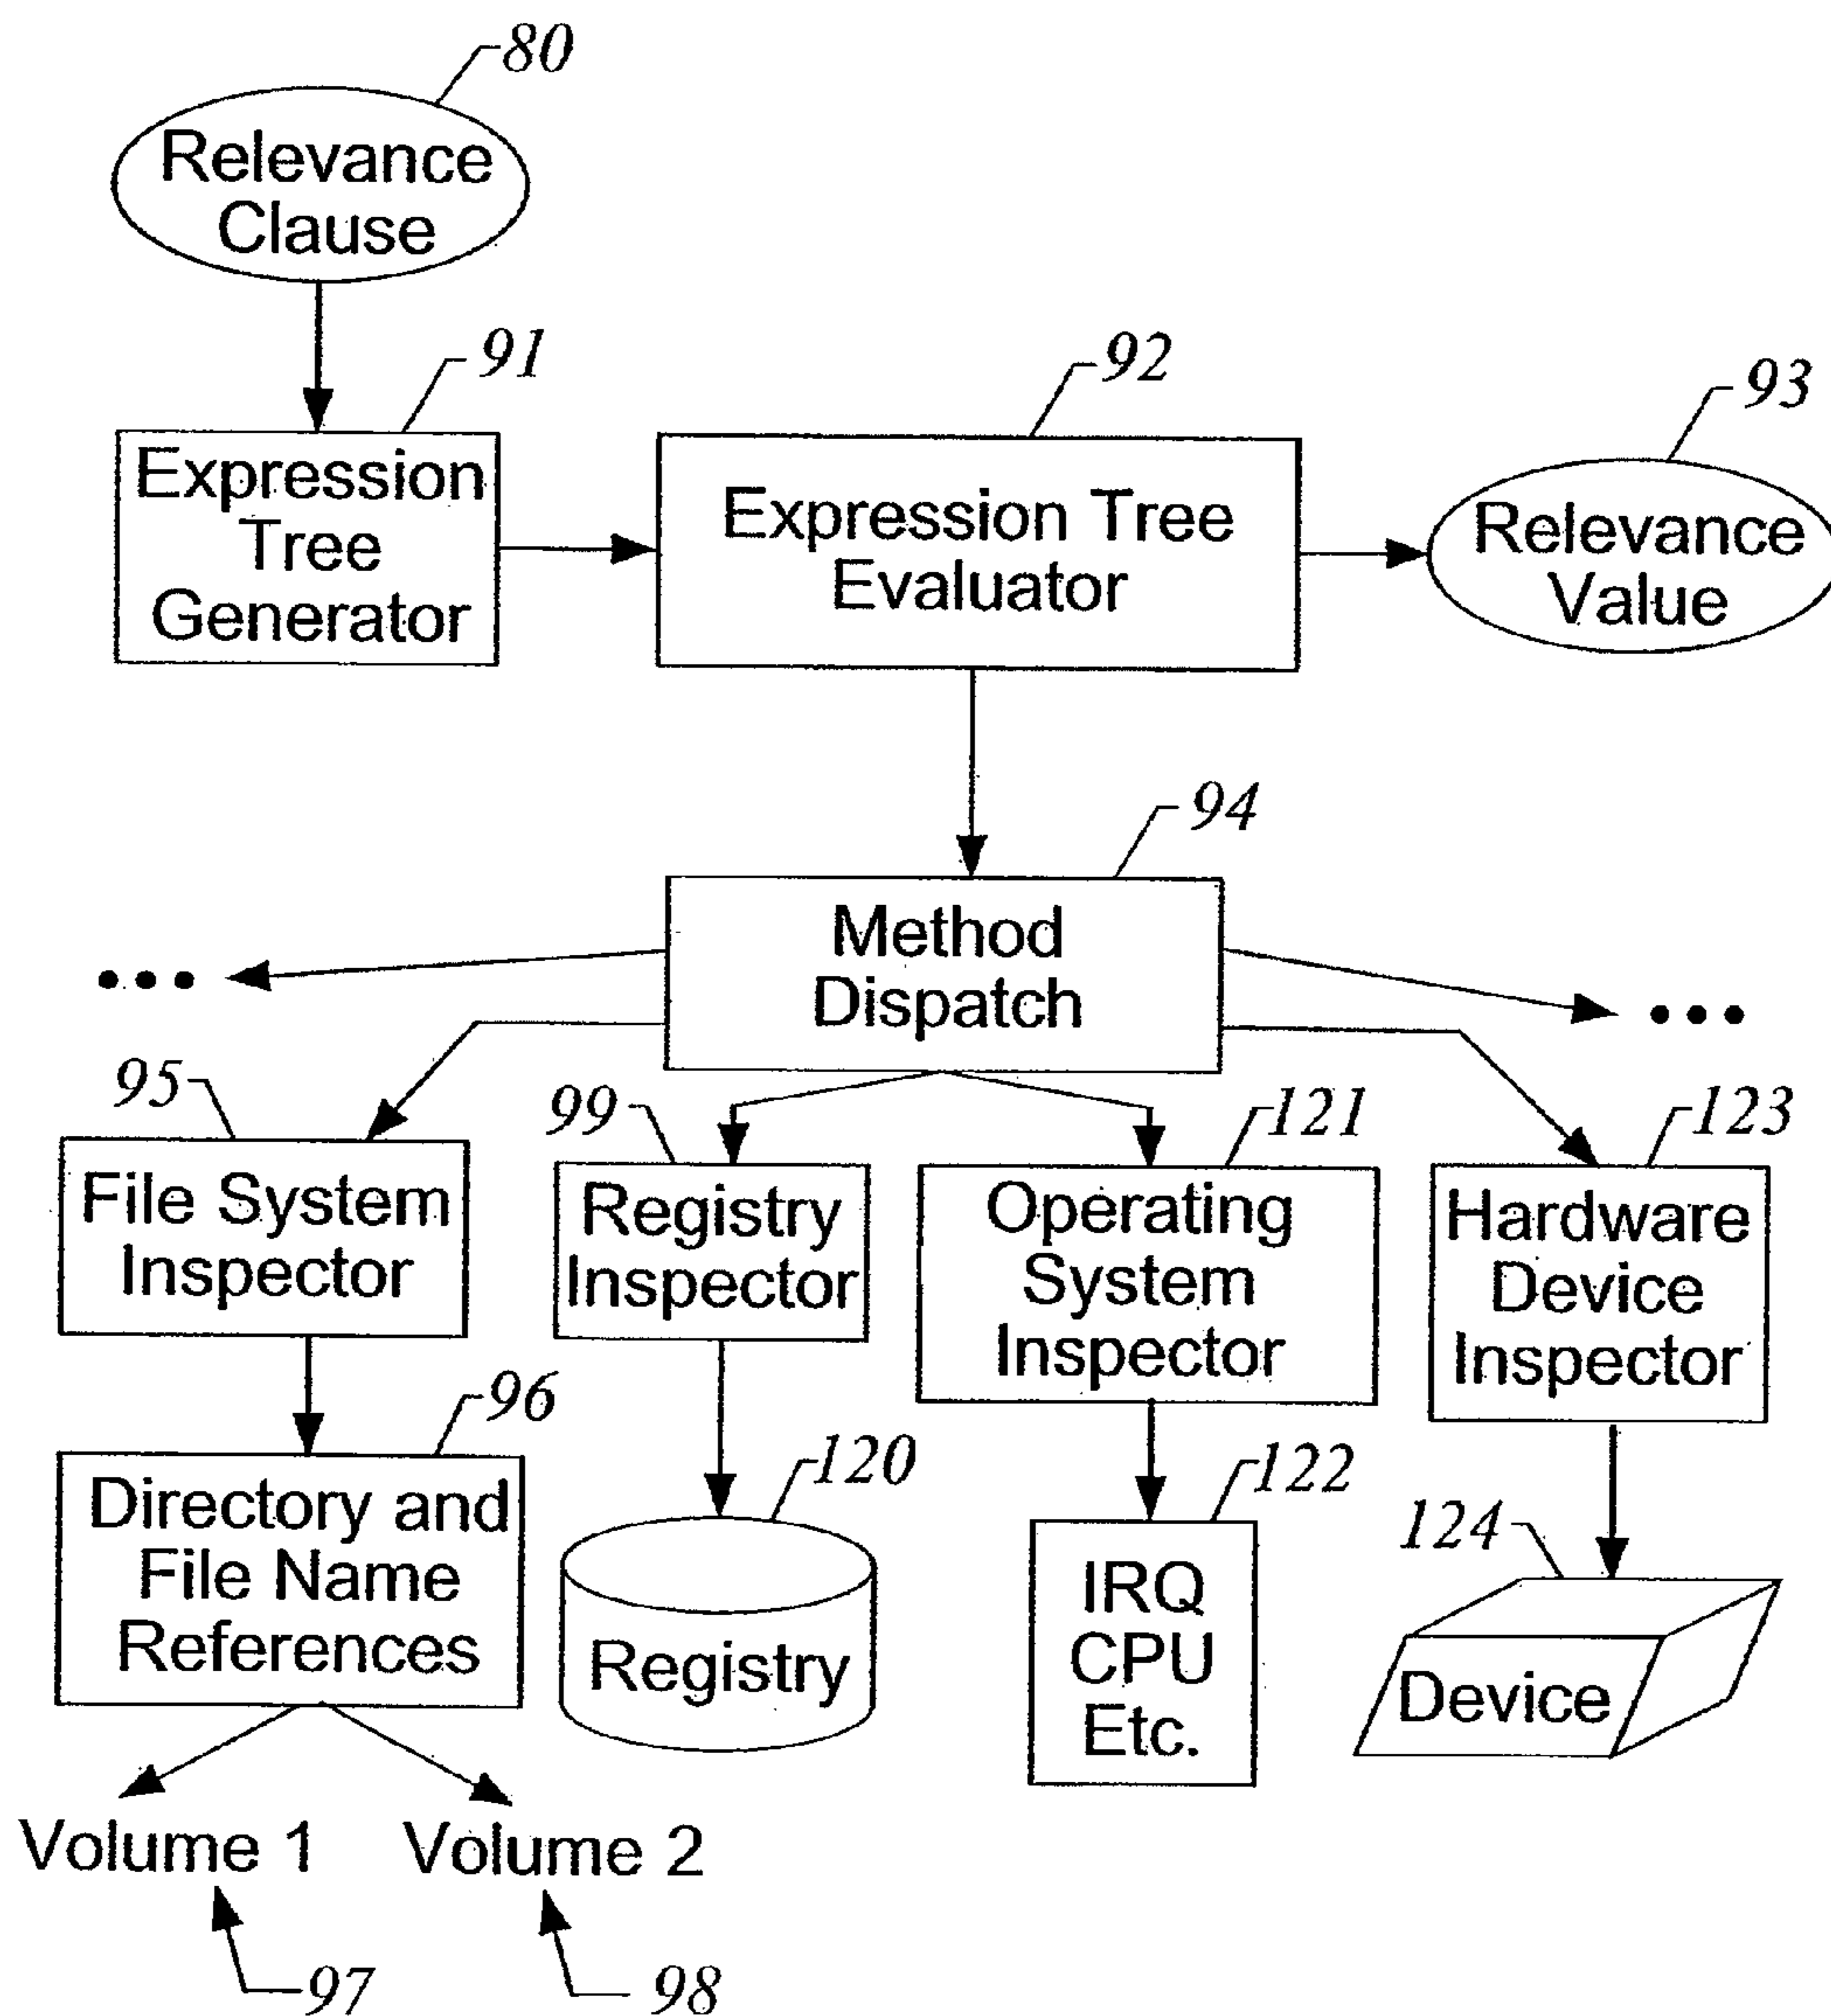 80
Relevance
Clause
91
Expression
Tree
Generator
92
Expression Tree
Evaluator
93
Relevance
Value
94
Method
Dispatch
...
...
95
File System
Inspector
99
Registry
Inspector
121
Operating
System
Inspector
123
Hardware
Device
Inspector
96
Directory and
File Name
References
120
Registry
122
IRQ
CPU
Etc.
124
Device
Volume 1
Volume 2
97
98